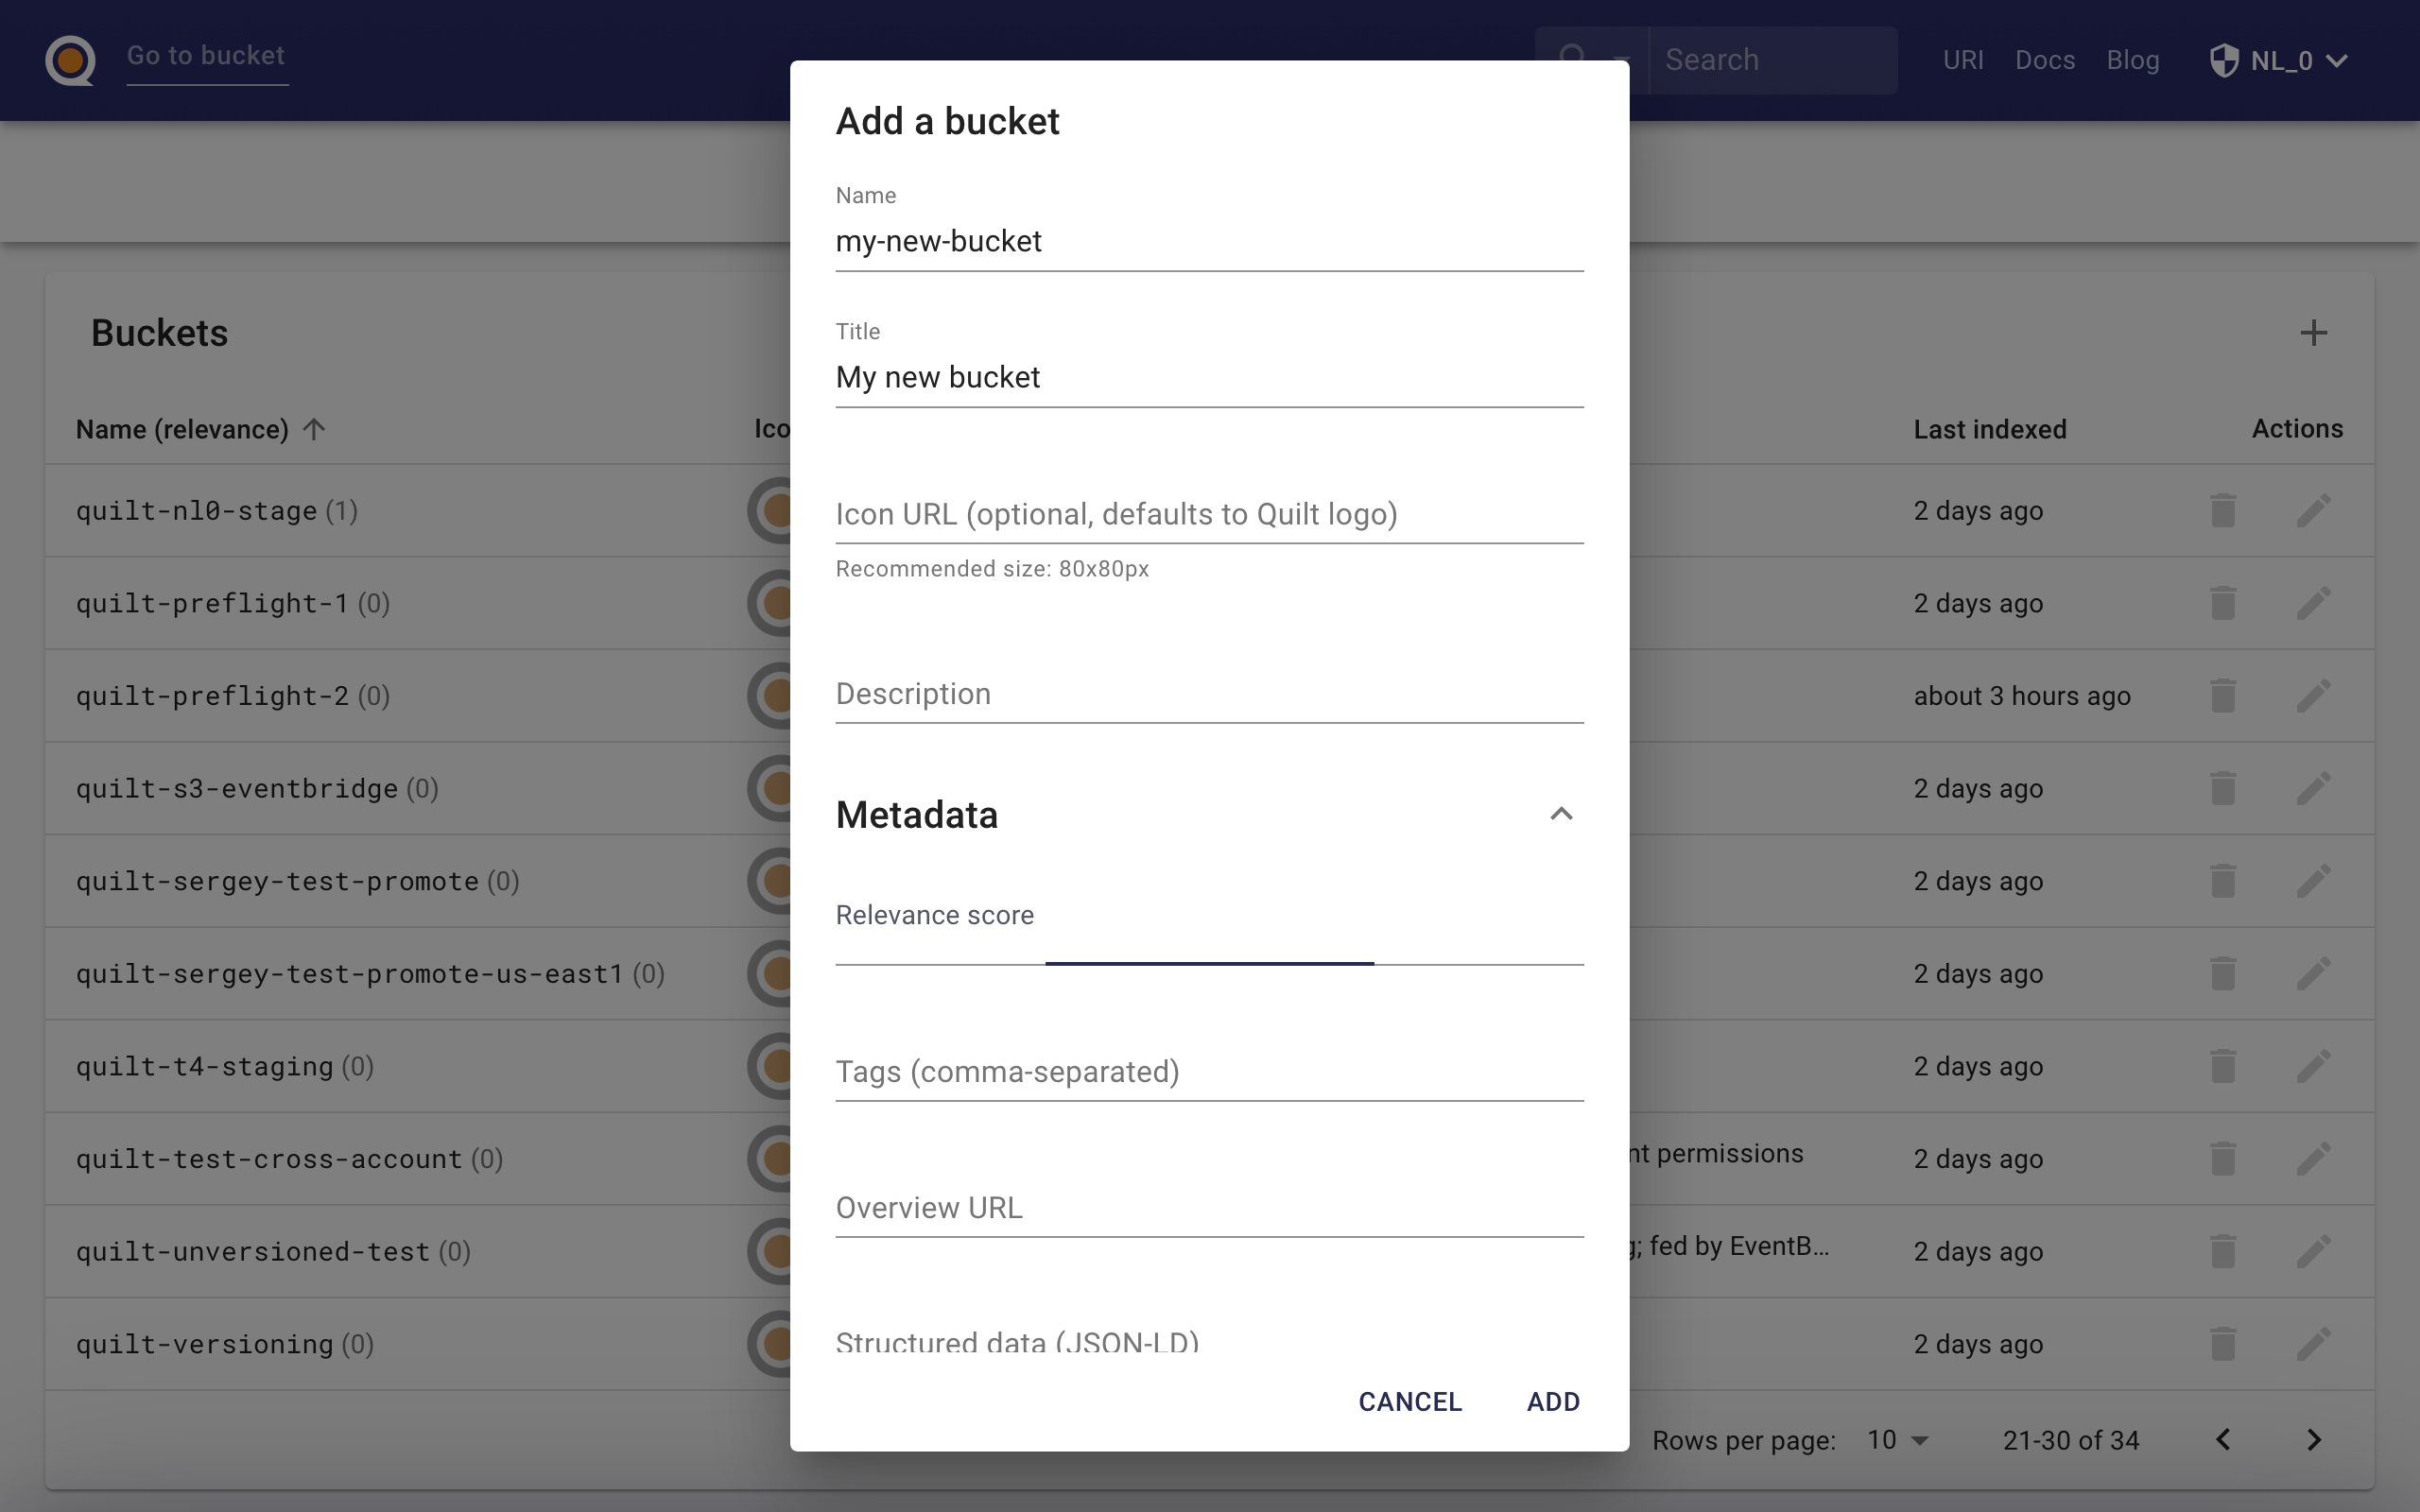 Go to bucket
Search
URI Docs Blog NL_0
Add a bucket
Name
my-new-bucket
Title
My new bucket
Icon URL (optional, defaults to Quilt logo)
Recommended size: 80x80px
Description
Metadata
Relevance score
Tags (comma-separated)
Overview URL
Structured data (JSON-LD)
CANCEL ADD
Buckets
Name (relevance) Last indexed Actions
quilt-nl0-stage (1) 2 days ago
quilt-preflight-1 (0) 2 days ago
quilt-preflight-2 (0) about 3 hours ago
quilt-s3-eventbridge (0) 2 days ago
quilt-sergey-test-promote (0) 2 days ago
quilt-sergey-test-promote-us-east1 (0) 2 days ago
quilt-t4-staging (0) 2 days ago
quilt-test-cross-account (0) permissions 2 days ago
quilt-unversioned-test (0) fed by EventB... 2 days ago
quilt-versioning (0) 2 days ago
Rows per page: 10 21-30 of 34